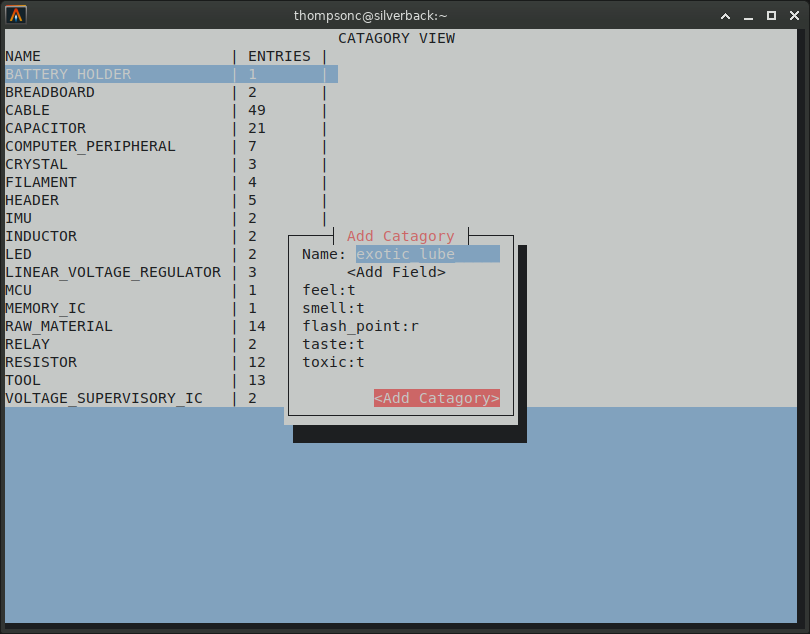 thompsonc@silverback:~
CATAGORY VIEW
NAME | ENTRIES |
BATTERY_HOLDER | 1 |
BREADBOARD | 2 |
CABLE | 49 |
CAPACITOR | 21 |
COMPUTER_PERIPHERAL | 7 |
CRYSTAL | 3 |
FILAMENT | 4 |
HEADER | 5 |
IMU | 2 |
INDUCTOR | 2
LED | 2
LINEAR_VOLTAGE_REGULATOR | 3
MCU | 1
MEMORY_IC | 1
RAW_MATERIAL | 14
RELAY | 2
RESISTOR | 12
TOOL | 13
VOLTAGE_SUPERVISORY_IC | 2
Add Catagory
Name: exotic lube
<Add Field>
feel:t
smell:t
flash_point:r
taste:t
toxic:t
<Add Catagory>